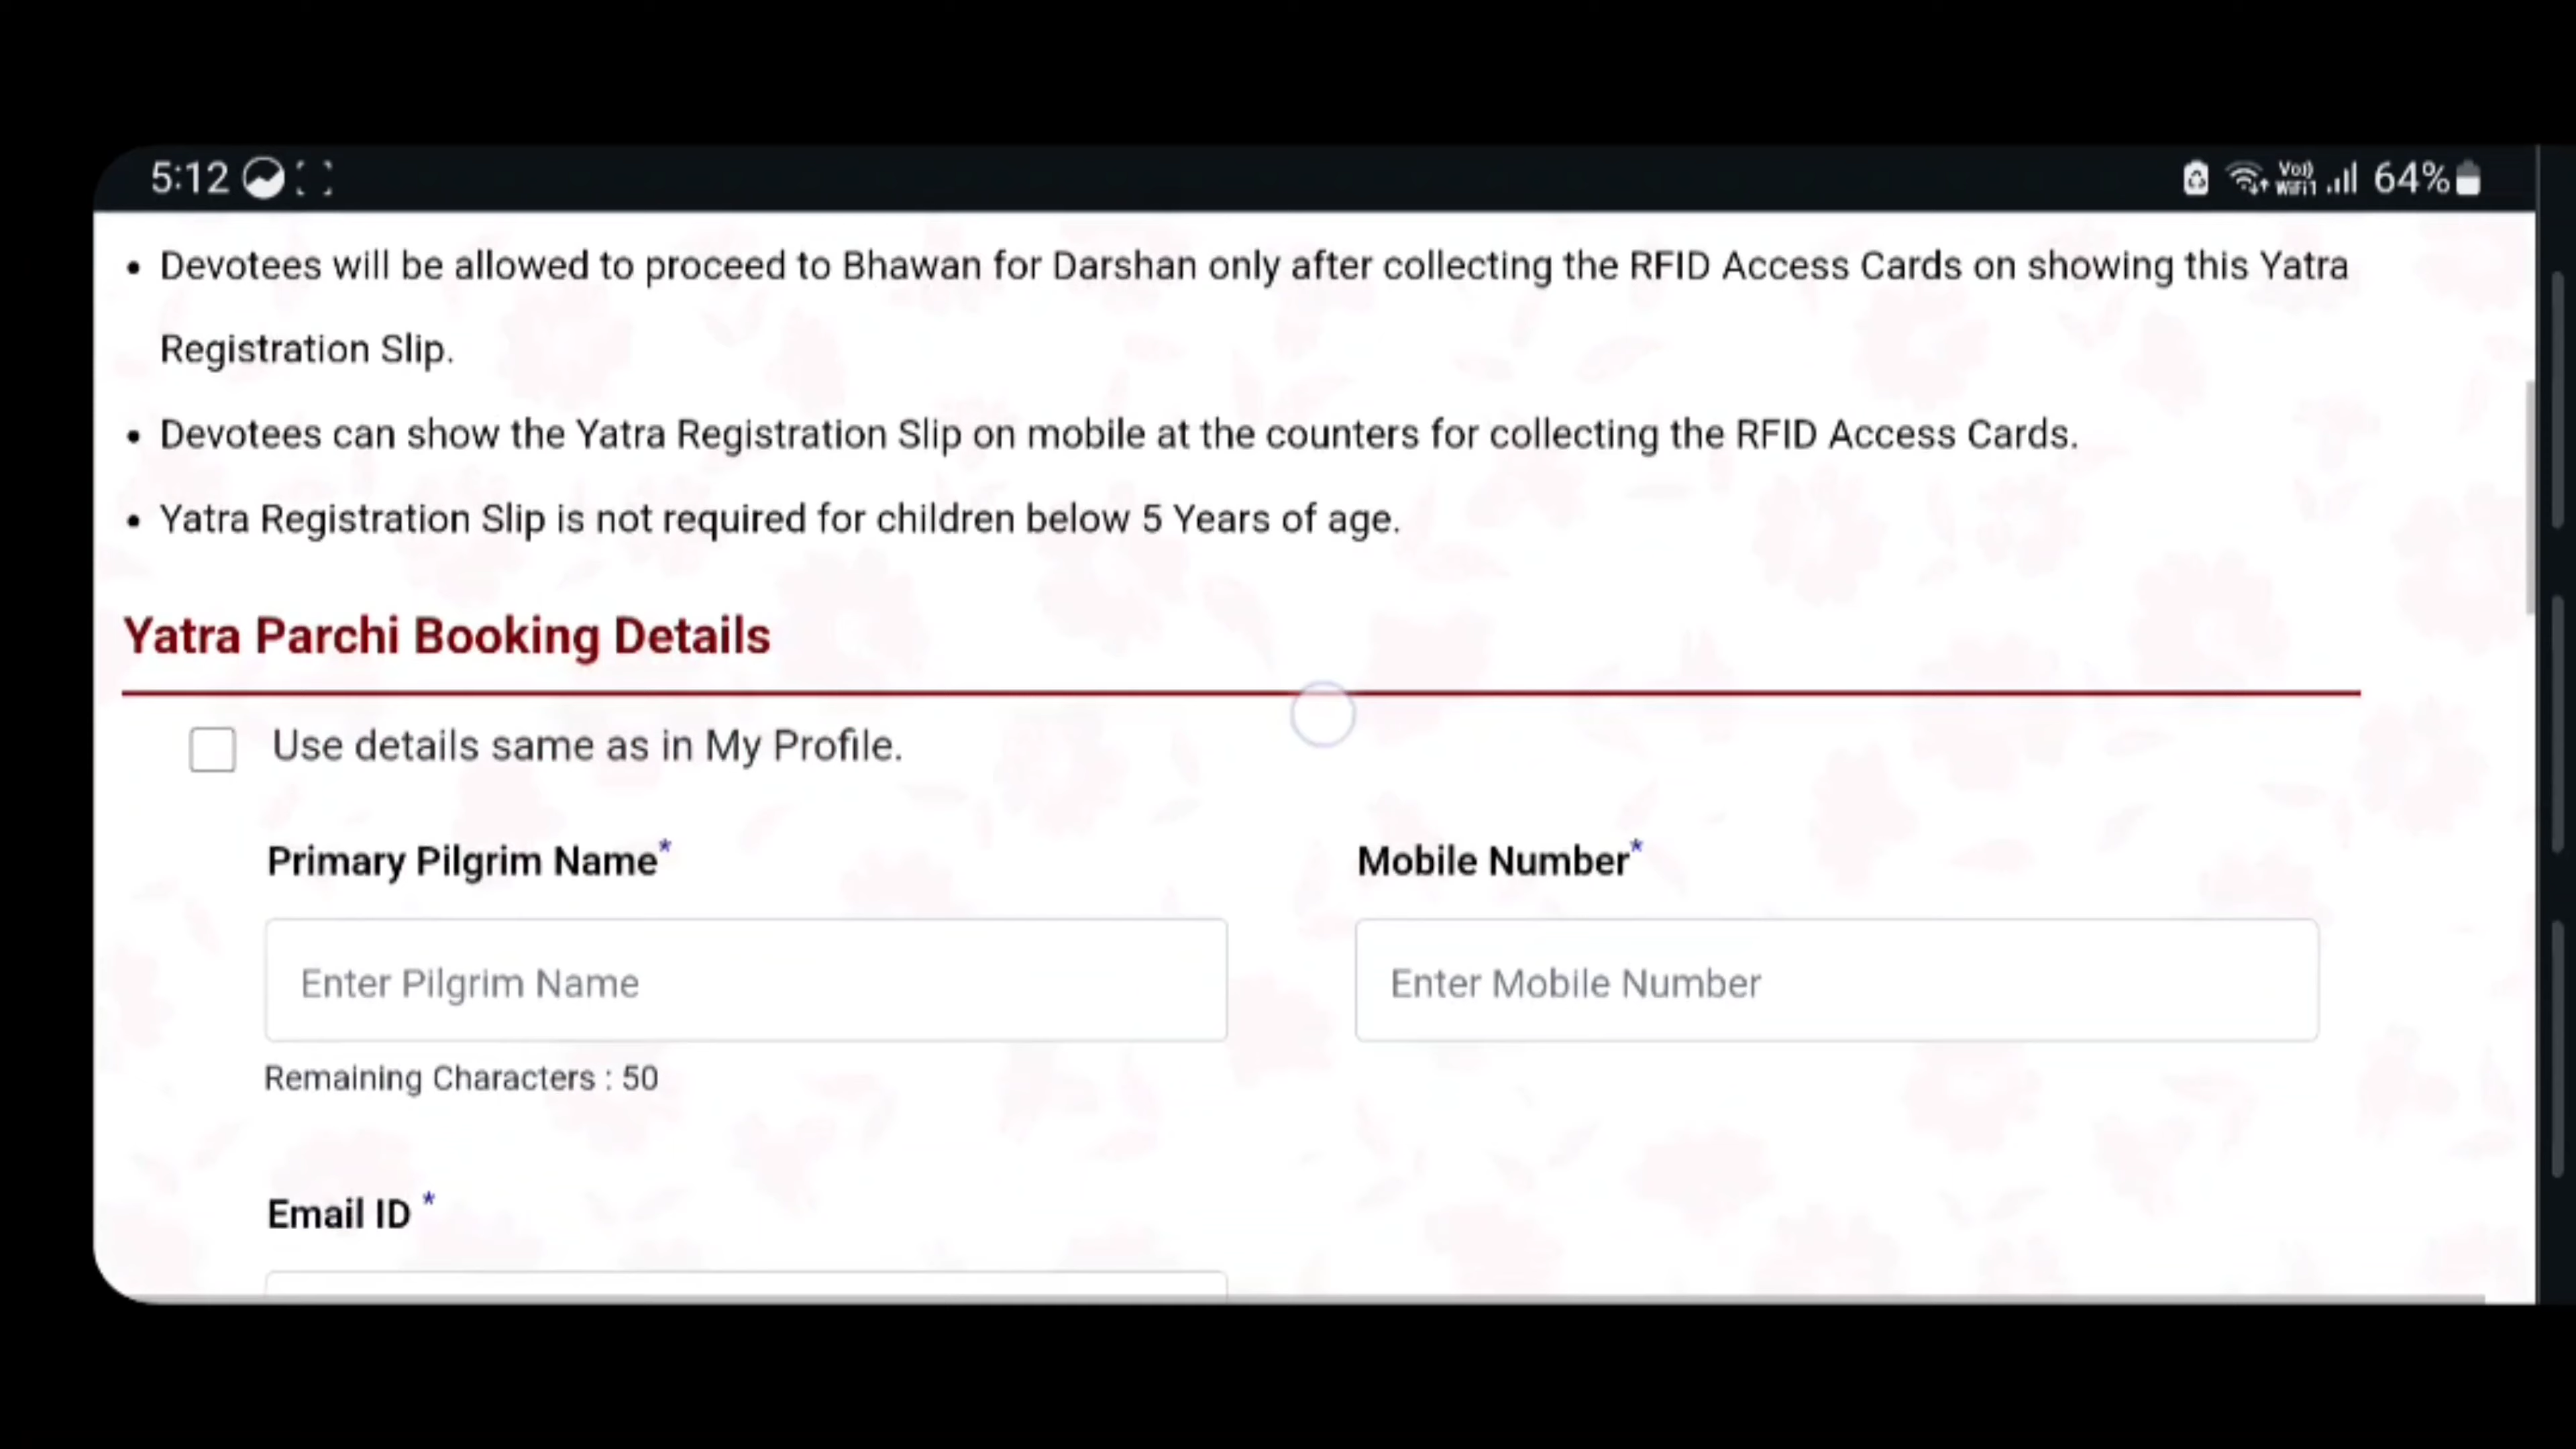 5:12
Vo)) WiFi1 64%
• Devotees will be allowed to proceed to Bhawan for Darshan only after collecting the RFID Access Cards on showing this Yatra
Registration Slip.
• Devotees can show the Yatra Registration Slip on mobile at the counters for collecting the RFID Access Cards.
• Yatra Registration Slip is not required for children below 5 Years of age.
Yatra Parchi Booking Details
Use details same as in My Profile.
Primary Pilgrim Name*
Mobile Number*
Enter Pilgrim Name
Enter Mobile Number
Remaining Characters : 50
Email ID *